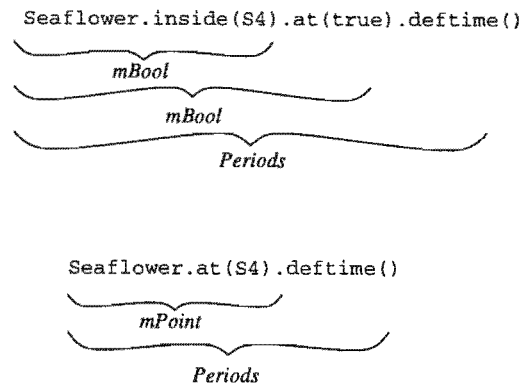 Seaflower.inside(S4).at(true).deftime()
mBool
mBool
Periods
Seaflower.at(S4).deftime()
mPoint
Periods